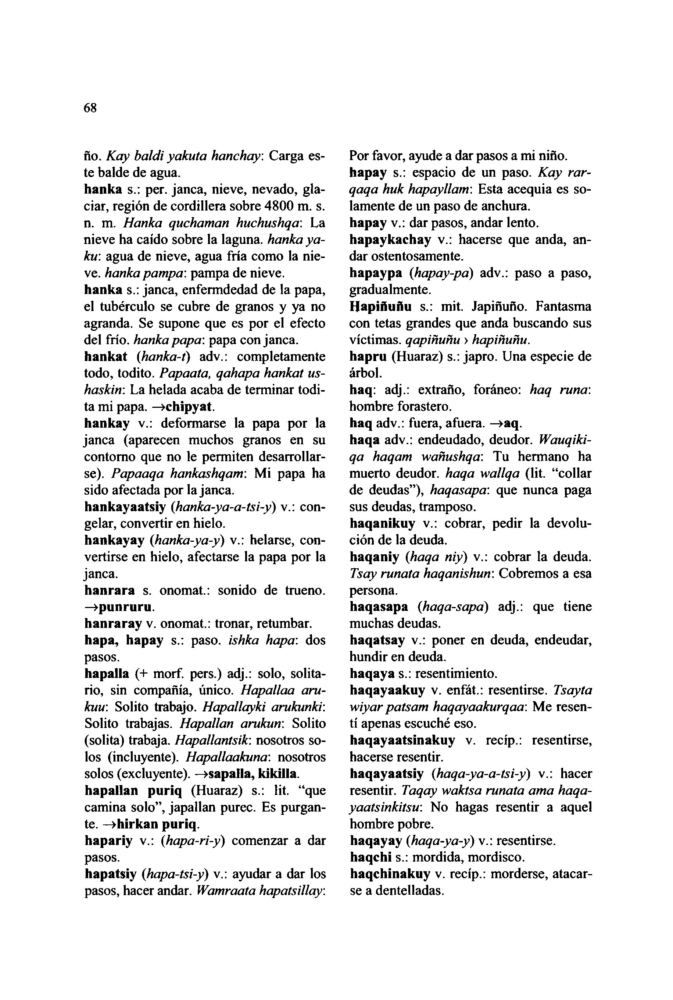 68
ño. Kay baldi yakuta hanchay: Carga es-
te balde de agua.
hanka s.: per. janca, nieve, nevado, gla-
ciar, región de cordillera sobre 4800 m. s.
n. m. Hanka quchaman huchushqa: La
nieve ha caído sobre la laguna. hanka ya-
ku: agua de nieve, agua fría como la nie-
ve. hanka pampa: pampa de nieve.
hanka s.: janca, enfermdedad de la papa,
el tubérculo se cubre de granos y ya no
agranda. Se supone que es por el efecto
del frío. hanka papa: papa con janca.
hankat (hanka-t) adv.: completamente
todo, todito. Papaata, qahapa hankat us-
haskin: La helada acaba de terminar todi-
ta mi papa. →chipyat.
hankay v.: deformarse la papa por la
janca (aparecen muchos granos en su
contorno que no le permiten desarrollar-
se). Papaaqa hankashqam: Mi papa ha
sido afectada por la janca.
hankayaatsiy (hanka-ya-a-tsi-y) v.: con-
gelar, convertir en hielo.
hankayay (hanka-ya-y) v.: helarse, con-
vertirse en hielo, afectarse la papa por la
janca.
hanrara s. onomat.: sonido de trueno.
→punruru.
hanraray v. onomat.: tronar, retumbar.
hapa, hapay s.: paso. ishka hapa: dos
pasos.
hapalla (+ morf. pers.) adj.: solo, solita-
rio, sin compañía, único. Hapallaa aru-
kuu: Solito trabajo. Hapallayki arukunki:
Solito trabajas. Hapallan arukun: Solito
(solita) trabaja. Hapallantsik: nosotros so-
los (incluyente). Hapallaakuna: nosotros
solos (excluyente). →sapalla, kikilla.
hapallan puriq (Huaraz) s.: lit. “que
camina solo”, japallan purec. Es purgan-
te. →hirkan puriq.
hapariy v.: (hapa-ri-y) comenzar a dar
pasos.
hapatsiy (hapa-tsi-y) v.: ayudar a dar los
pasos, hacer andar. Wamraata hapatsillay:
Por favor, ayude a dar pasos a mi niño.
hapay s.: espacio de un paso. Kay rar-
qaqa huk hapayllam: Esta acequia es so-
lamente de un paso de anchura.
hapay v.: dar pasos, andar lento.
hapaykachay v.: hacerse que anda, an-
dar ostentosamente.
hapaypa (hapay-pa) adv.: paso a paso,
gradualmente.
Hapiñuñu s.: mit. Japiñuño. Fantasma
con tetas grandes que anda buscando sus
víctimas. qapiñuñu › hapiñuñu.
hapru (Huaraz) s.: japro. Una especie de
árbol.
haq: adj.: extraño, foráneo: haq runa:
hombre forastero.
haq adv.: fuera, afuera. →aq.
haqa adv.: endeudado, deudor. Wauqiki-
qa haqam wañushqa: Tu hermano ha
muerto deudor. haqa wallqa (lit. “collar
de deudas”), haqasapa: que nunca paga
sus deudas, tramposo.
haqanikuy v.: cobrar, pedir la devolu-
ción de la deuda.
haqaniy (haqa niy) v.: cobrar la deuda.
Tsay runata haqanishun: Cobremos a esa
persona.
haqasapa (haqa-sapa) adj.: que tiene
muchas deudas.
haqatsay v.: poner en deuda, endeudar,
hundir en deuda.
haqaya s.: resentimiento.
haqayaakuy v. enfát.: resentirse. Tsayta
wiyar patsam haqayaakurqaa: Me resen-
tí apenas escuché eso.
haqayaatsinakuy v. recíp.: resentirse,
hacerse resentir.
haqayaatsiy (haqa-ya-a-tsi-y) v.: hacer
resentir. Taqay waktsa runata ama haqa-
yaatsinkitsu: No hagas resentir a aquel
hombre pobre.
haqayay (haqa-ya-y) v.: resentirse.
haqchi s.: mordida, mordisco.
haqchinakuy v. recíp.: morderse, atacar-
se a dentelladas.